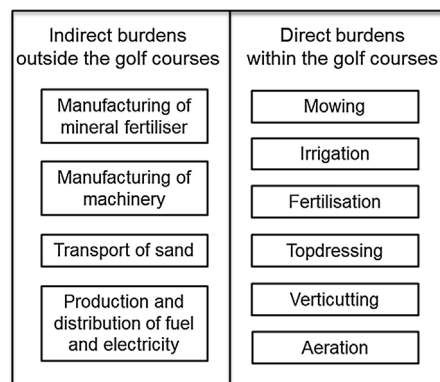 Indirect burdens
outside the golf courses
Manufacturing of
mineral fertiliser
Manufacturing of
machinery
Transport of sand
Production and
distribution of fuel
and electricity
Direct burdens
within the golf courses
Mowing
Irrigation
Fertilisation
Topdressing
Verticutting
Aeration